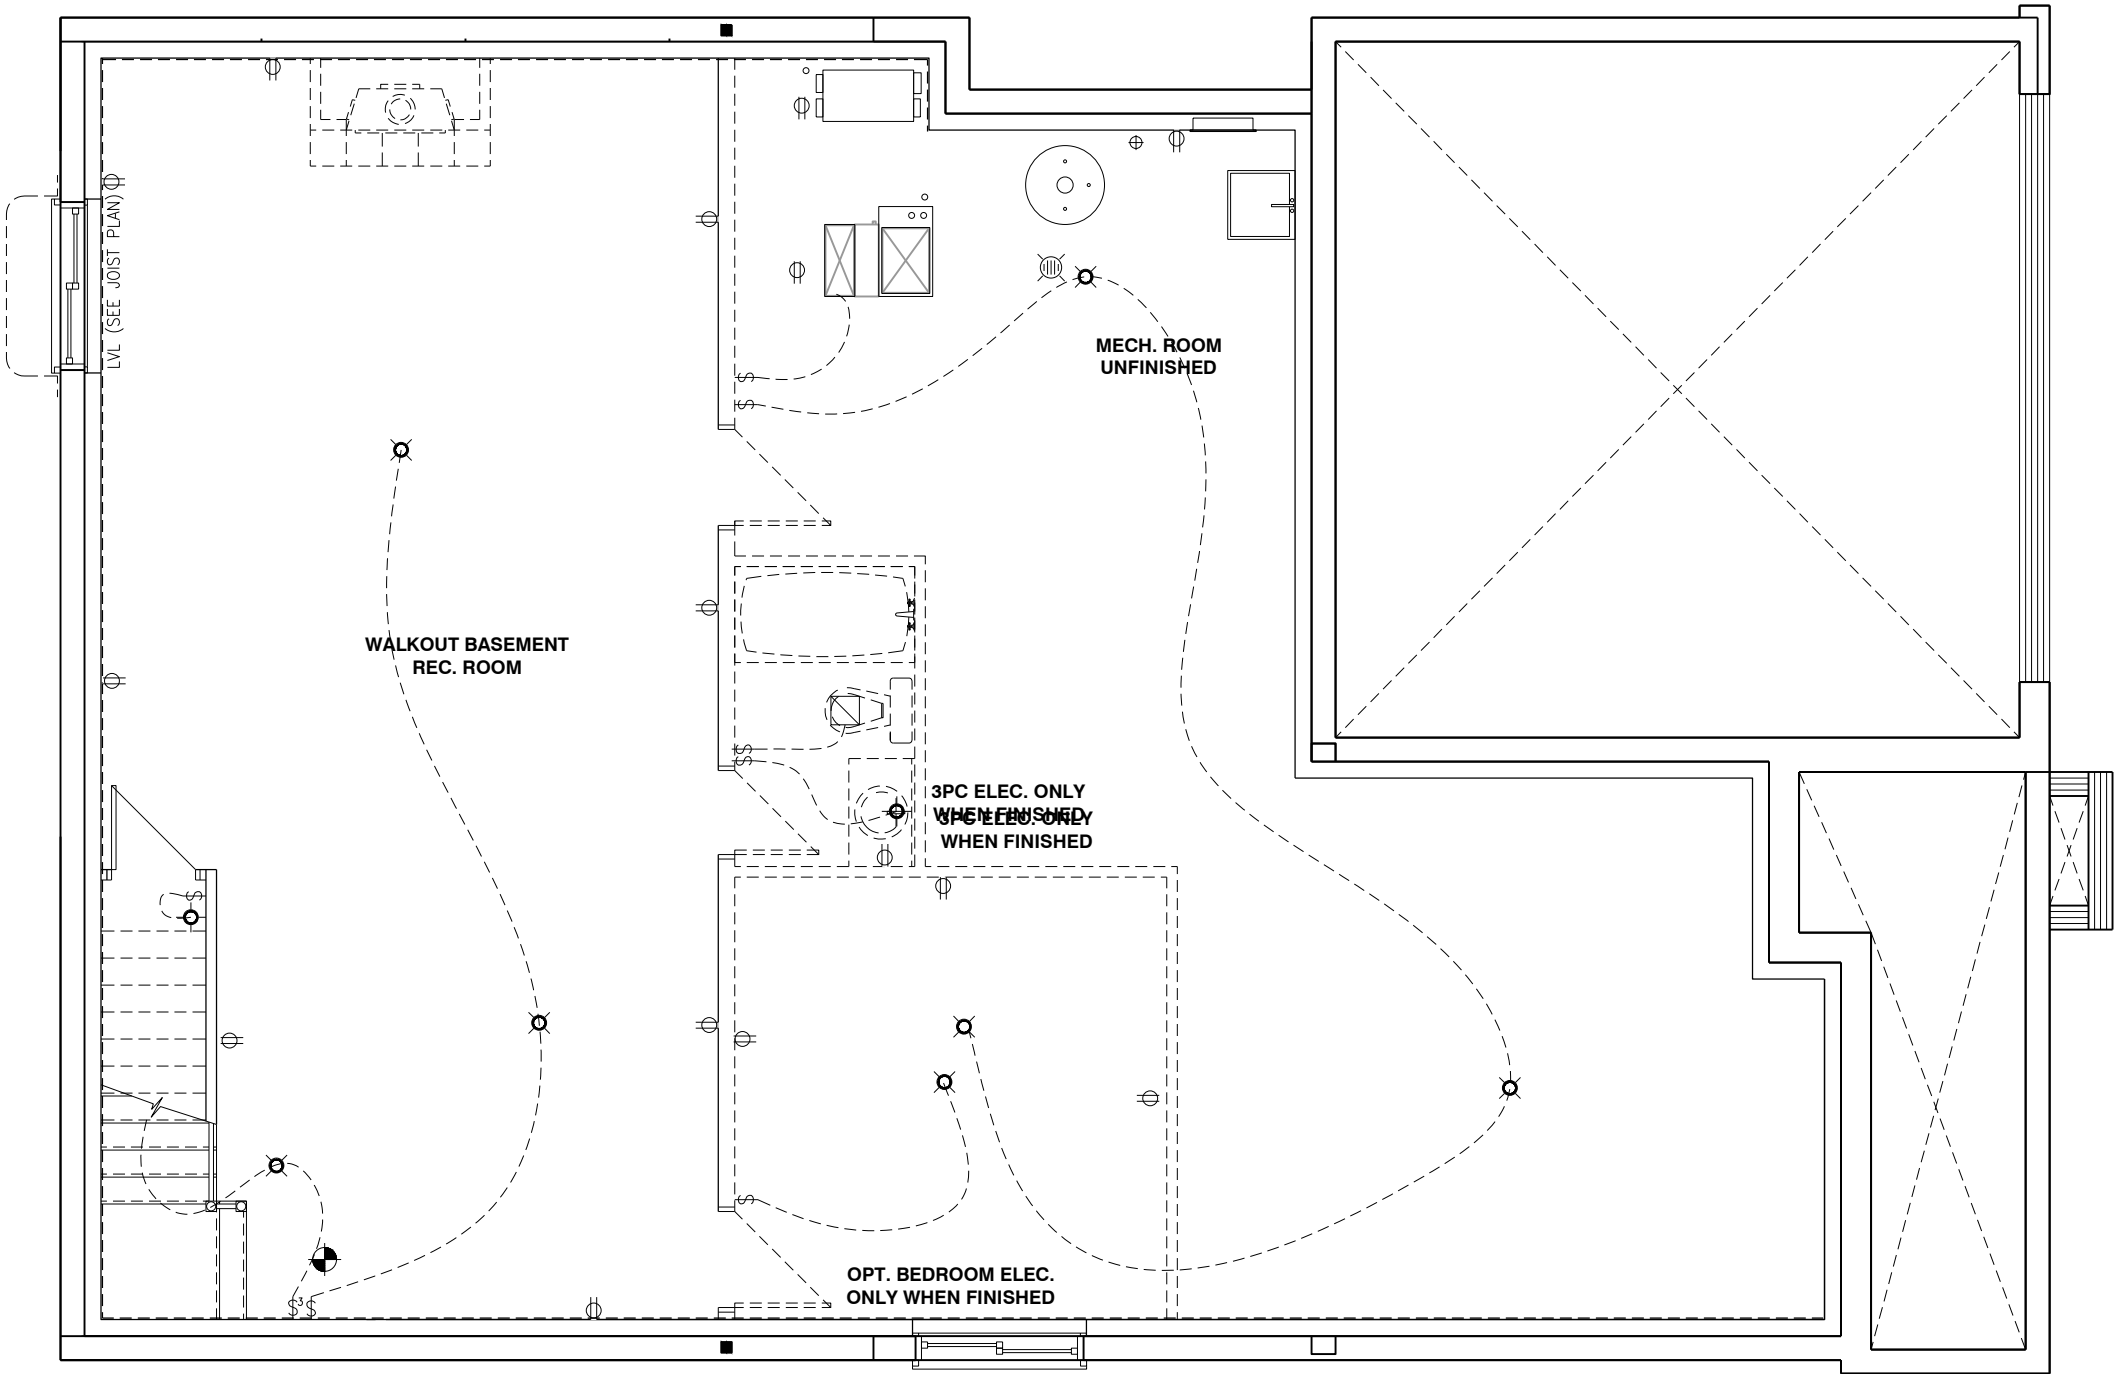 LVL (SEE JOIST PLAN)
MECH. ROOM
UNFINISHED
WALKOUT BASEMENT
REC. ROOM
3PC ELEC. ONLY
WHEN FINISHED
3PC ELEC. ONLY
WHEN FINISHED
$
$
$
$
$
$
$3$
OPT. BEDROOM ELEC.
ONLY WHEN FINISHED